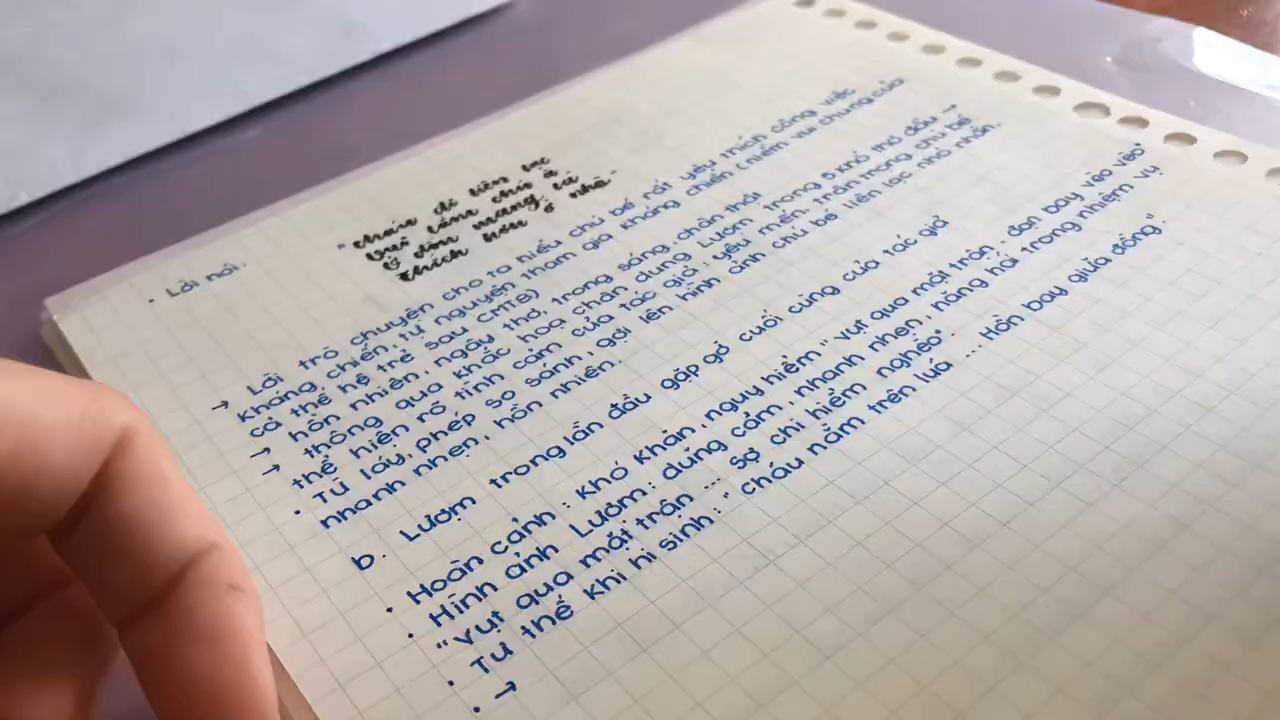 • Lời nói:
"Cháu đi liên lạc
Vui lắm chú à
Ở đồn Mang Cá
Thích hơn ở nhà"
→ Lời trò chuyện cho ta hiểu chú bé rất yêu thích công việc
kháng chiến, tự nguyện tham gia kháng chiến (niềm vui chung của
cả thế hệ trẻ sau CMT8)
→ hồn nhiên, ngây thơ, trong sáng, chân thật
→ thông qua khắc hoạ chân dung Lượm trong 5 khổ thơ đầu →
thể hiện rõ tình cảm của tác giả: yêu mến, trân trọng chú bé
• Từ láy, phép so sánh, gợi lên hình ảnh chú bé liên lạc nhỏ nhắn,
nhanh nhẹn, hồn nhiên.
b. Lượm trong lần đầu gặp gỡ cuối cùng của tác giả
• Hoàn cảnh: khó khăn, nguy hiểm "vụt qua mặt trận, đạn bay vèo vèo"
• Hình ảnh Lượm: dũng cảm, nhanh nhẹn, hăng hái trong nhiệm vụ
"Vụt qua mặt trận ... sợ chi hiểm nghèo"
• Tư thế khi hi sinh: "cháu nằm trên lúa ... Hồn bay giữa đồng".
• →